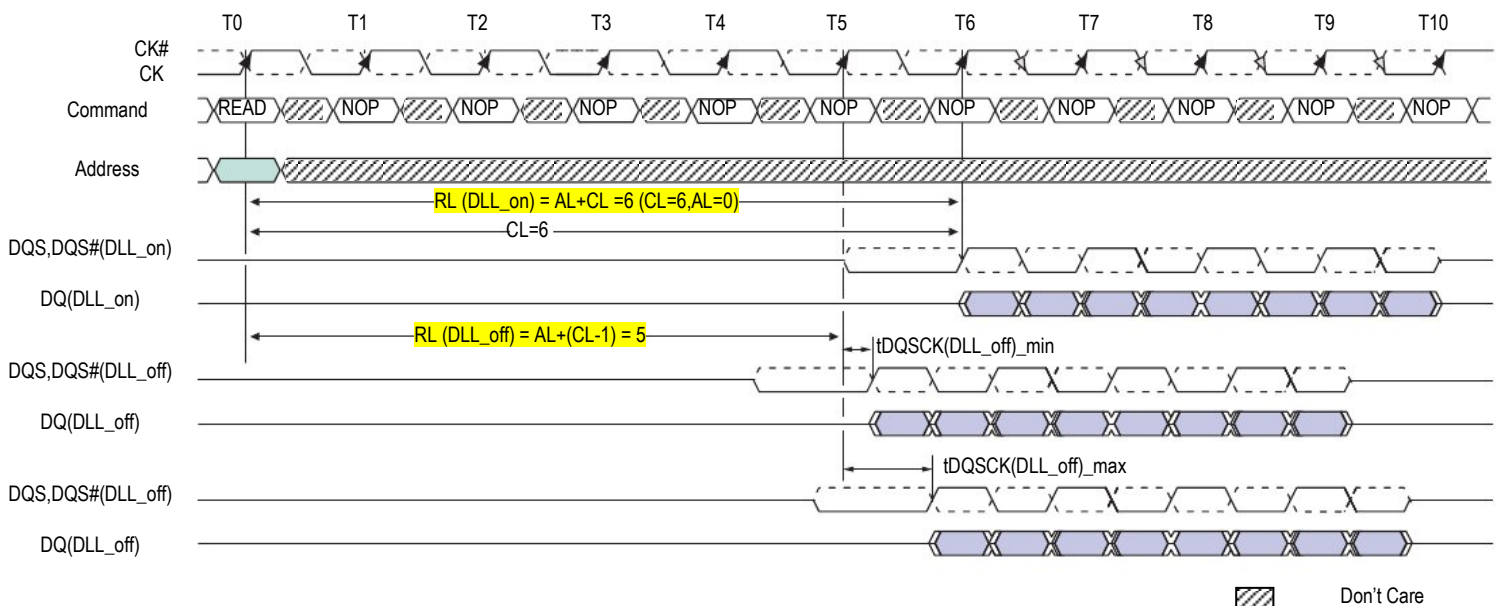 T0 T1 T2 T3 T4 T5 T6 T7 T8 T9 T10
CK#
CK
Command READ NOP NOP NOP NOP NOP NOP NOP NOP NOP NOP
Address
RL (DLL_on) = AL+CL =6 (CL=6,AL=0)
CL=6
DQS,DQS#(DLL_on)
DQ(DLL_on)
RL (DLL_off) = AL+(CL-1) = 5
tDQSCK(DLL_off)_min
DQS,DQS#(DLL_off)
DQ(DLL_off)
tDQSCK(DLL_off)_max
DQS,DQS#(DLL_off)
DQ(DLL_off)
Don't Care